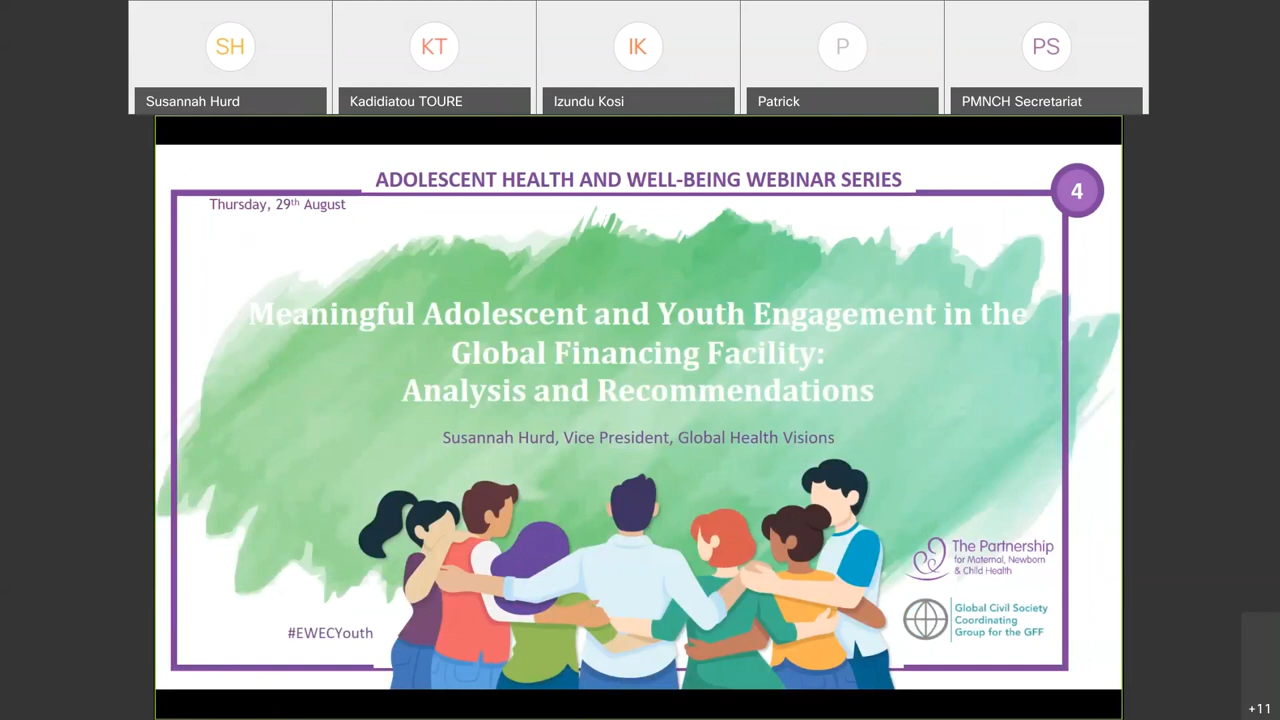 SH
KT
IK
P
PS
Susannah Hurd
Kadidiatou TOURE
Izundu Kosi
Patrick
PMNCH Secretariat
ADOLESCENT HEALTH AND WELL-BEING WEBINAR SERIES
4
Thursday, 29th August
Meaningful Adolescent and Youth Engagement in the
Global Financing Facility:
Analysis and Recommendations
Susannah Hurd, Vice President, Global Health Visions
The Partnership
for Maternal, Newborn
& Child Health
Global Civil Society
Coordinating
Group for the GFF
#EWECYouth
+11